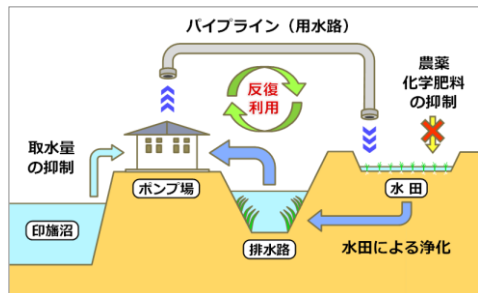 パイプライン（用水路）
農薬
化学肥料
の抑制
反復
利用
取水量
の抑制
ポンプ場
水 田
印旛沼
排水路
水田による浄化